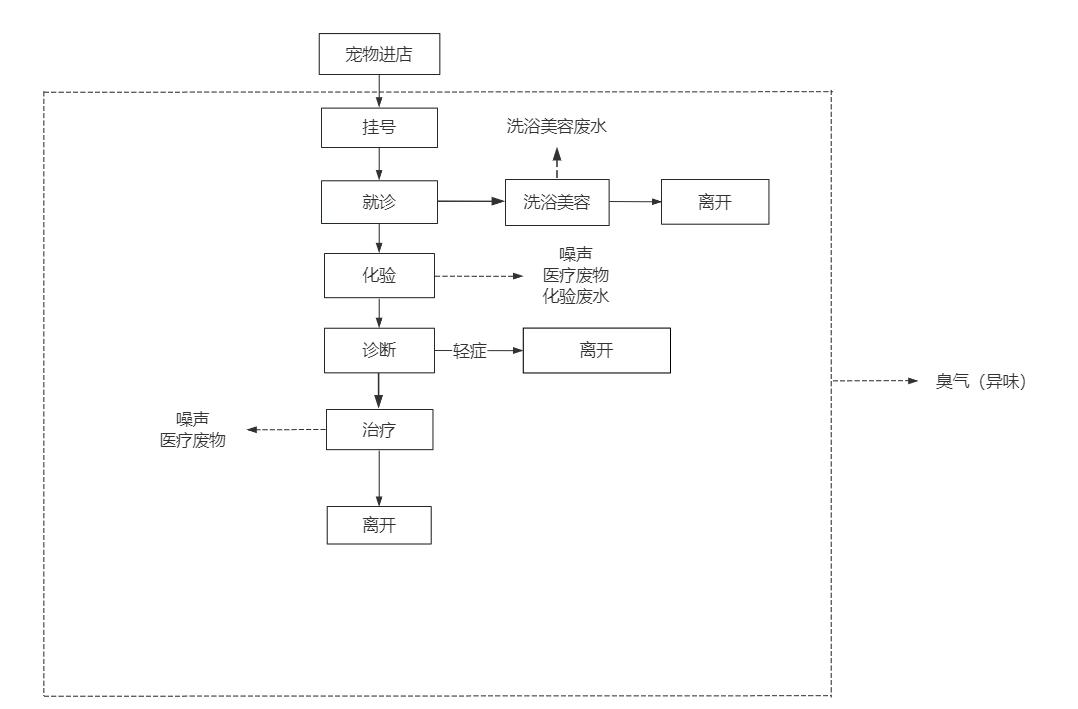 宠物进店
挂号
洗浴美容废水
就诊
洗浴美容
离开
噪声
医疗废物
化验废水
化验
诊断
轻症
离开
臭气（异味）
噪声
医疗废物
治疗
离开